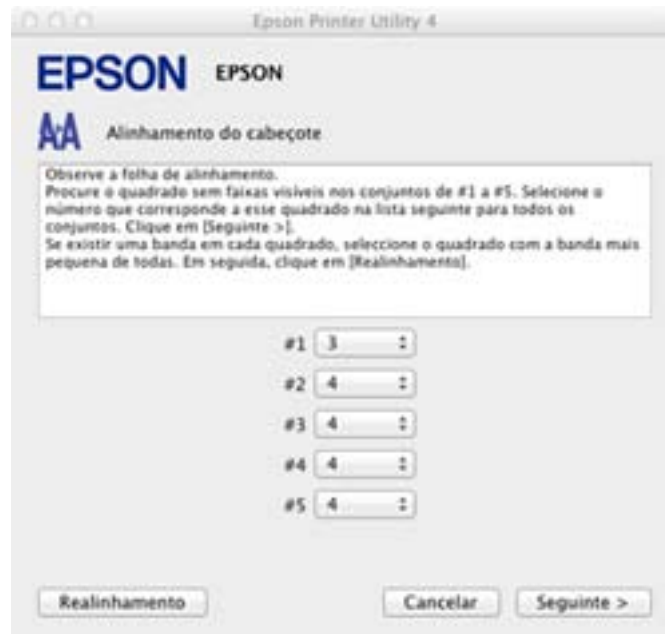 Epson Printer Utility 4
EPSON EPSON
AA Alinhamento do cabeçote
Observe a folha de alinhamento.
Procure o quadrado sem faixas visíveis nos conjuntos de #1 a #5. Selecione o
número que corresponde a esse quadrado na lista seguinte para todos os
conjuntos. Clique em [Seguinte >].
Se existir uma banda em cada quadrado, seleccione o quadrado com a banda mais
pequena de todas. Em seguida, clique em [Realinhamento].
#1 3
#2 4
#3 4
#4 4
#5 4
Realinhamento Cancelar Seguinte >